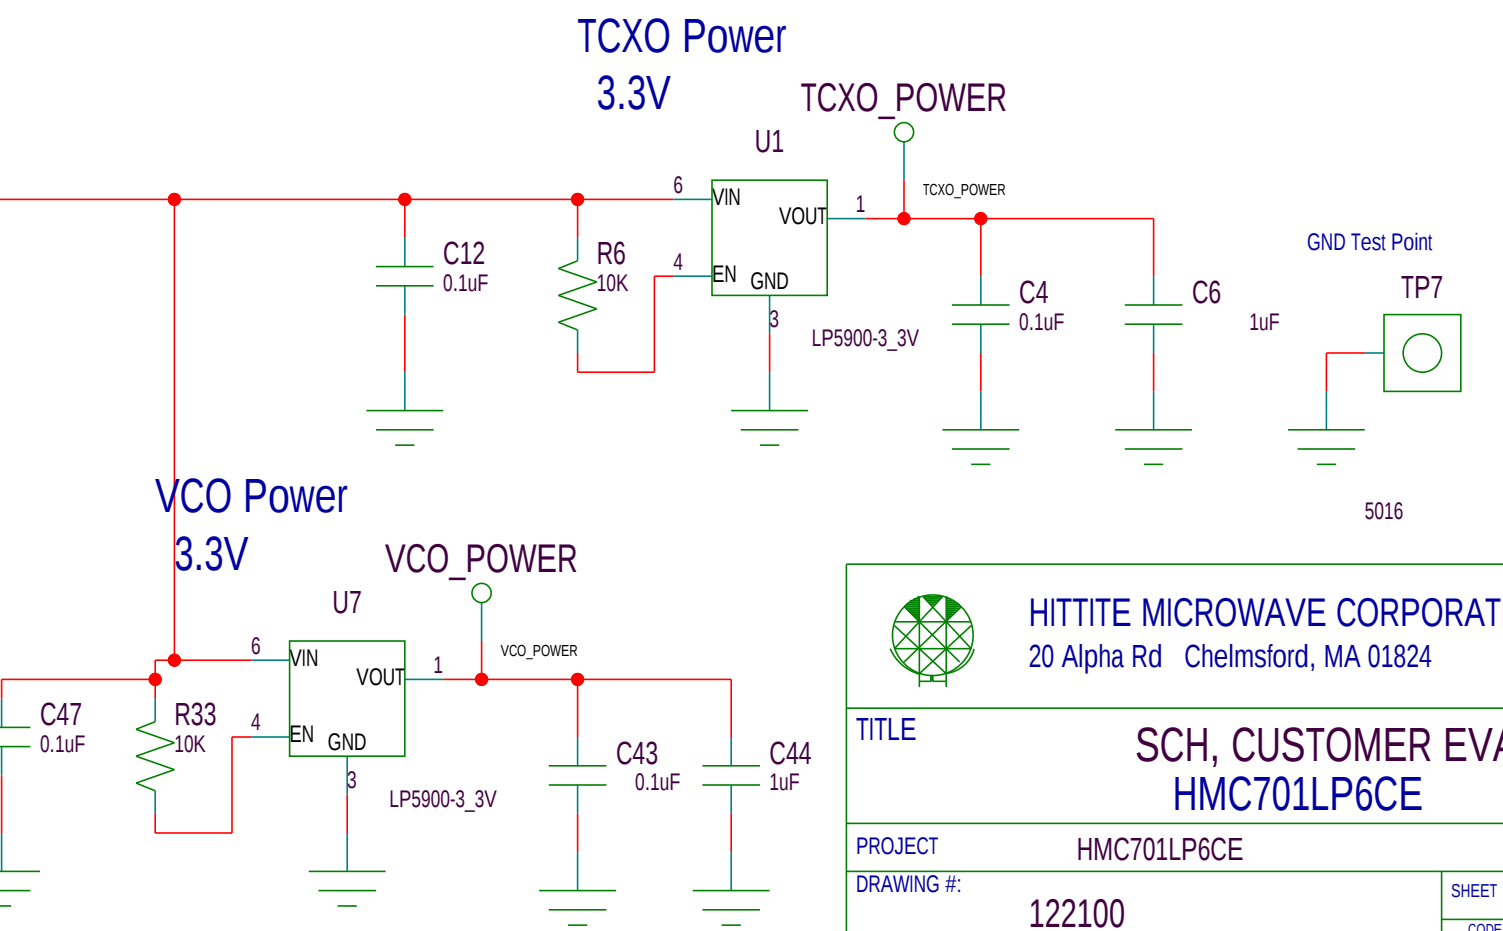 TCXO Power
3.3V
TCXO_POWER
U1
6
VIN
TCXO_POWER
1
VOUT
C12
0.1uF
R6
10K
4
EN
GND
3
LP5900-3_3V
C4
0.1uF
C6
1uF
GND Test Point
TP7
5016
VCO Power
3.3V
VCO_POWER
U7
6
VIN
VCO_POWER
1
VOUT
C47
0.1uF
R33
10K
4
EN
GND
3
LP5900-3_3V
C43
0.1uF
C44
1uF
HITTITE MICROWAVE CORPORAT
20 Alpha Rd Chelmsford, MA 01824
TITLE
SCH, CUSTOMER EVA
HMC701LP6CE
PROJECT
HMC701LP6CE
DRAWING #:
122100
SHEET
CODE